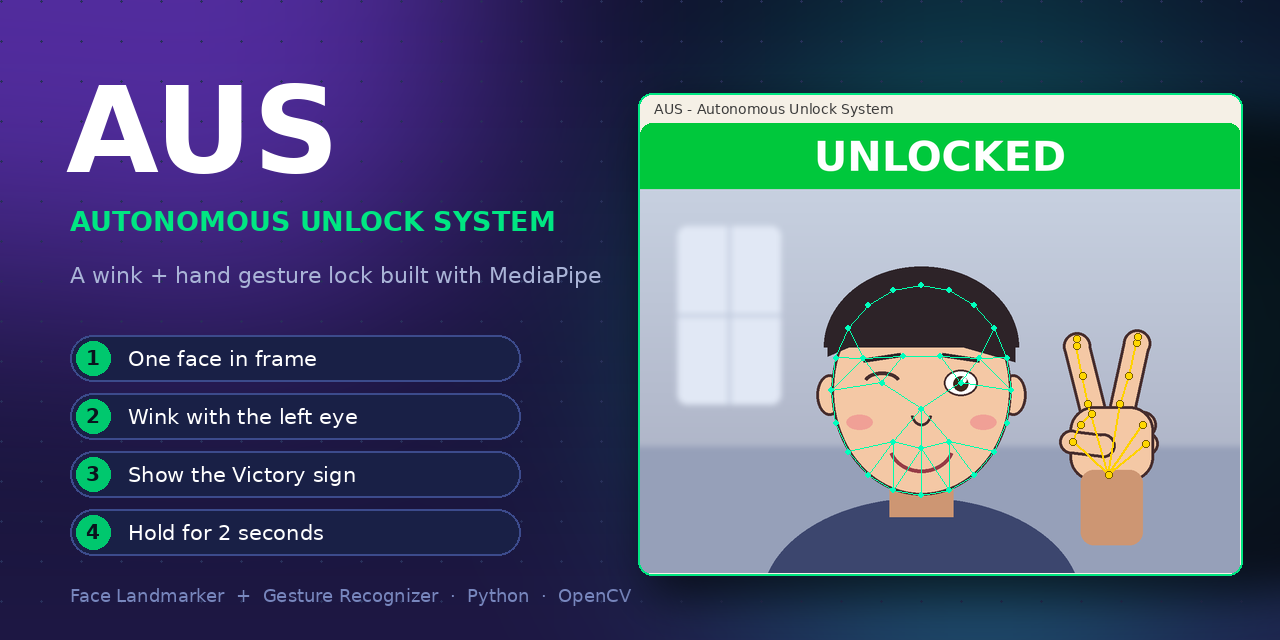 AUS
AUTONOMOUS UNLOCK SYSTEM
A wink + hand gesture lock built with MediaPipe
1 One face in frame
2 Wink with the left eye
3 Show the Victory sign
4 Hold for 2 seconds
Face Landmarker + Gesture Recognizer · Python · OpenCV
AUS - Autonomous Unlock System
UNLOCKED